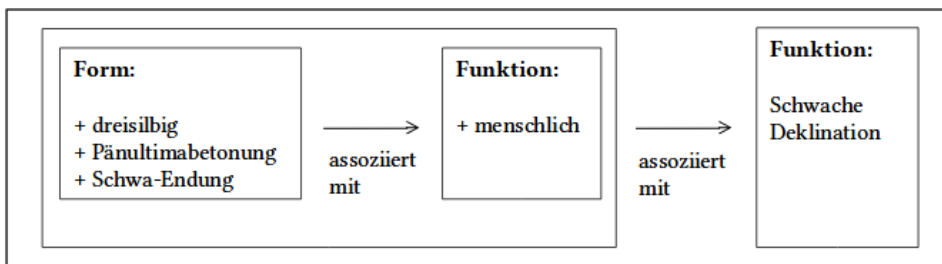 Form:
+ dreisilbig
+ Pänultimabetonung
+ Schwa-Endung
assoziiert
mit
Funktion:
+ menschlich
assoziiert
mit
Funktion:
Schwache
Deklination